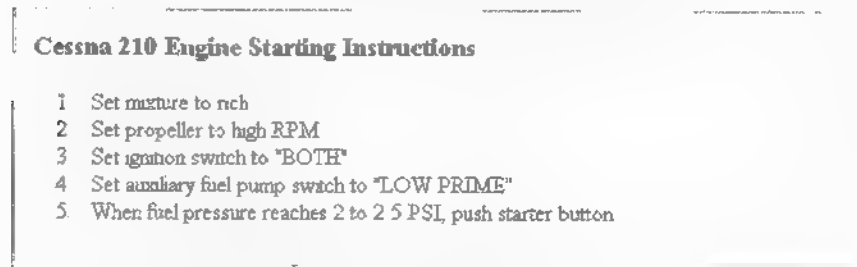 Cessna 210 Engine Starting Instructions
1 Set mixture to rich
2 Set propeller to high RPM
3 Set ignition switch to "BOTH"
4 Set auxiliary fuel pump switch to "LOW PRIME"
5. When fuel pressure reaches 2 to 2 5 PSI, push starter button